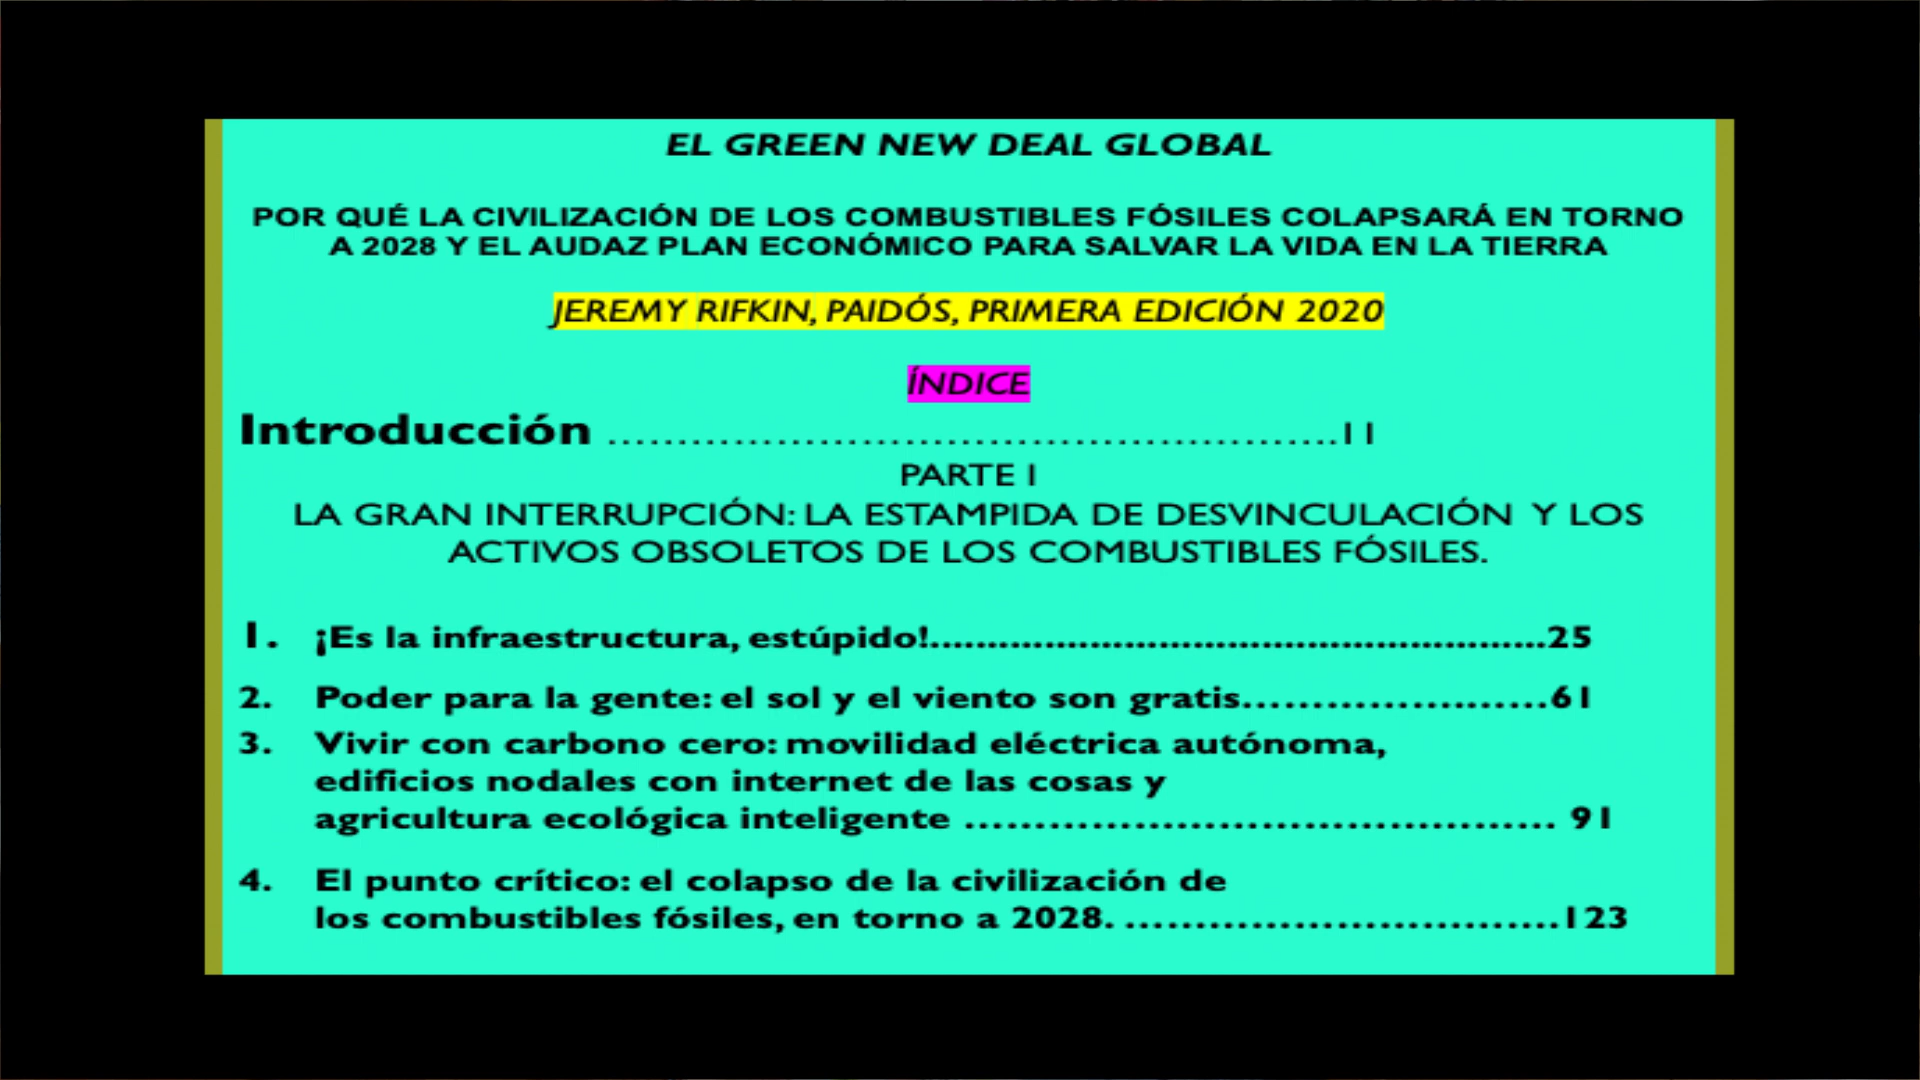 EL GREEN NEW DEAL GLOBAL
POR QUÉ LA CIVILIZACIÓN DE LOS COMBUSTIBLES FÓSILES COLAPSARÁ EN TORNO
A 2028 Y EL AUDAZ PLAN ECONÓMICO PARA SALVAR LA VIDA EN LA TIERRA
JEREMY RIFKIN, PAIDÓS, PRIMERA EDICIÓN 2020
ÍNDICE
Introducción ……………………………………………….11
PARTE I
LA GRAN INTERRUPCIÓN: LA ESTAMPIDA DE DESVINCULACIÓN Y LOS
ACTIVOS OBSOLETOS DE LOS COMBUSTIBLES FÓSILES.
1. ¡Es la infraestructura, estúpido!.......................................................25
2. Poder para la gente: el sol y el viento son gratis……………..……61
3. Vivir con carbono cero: movilidad eléctrica autónoma,
edificios nodales con internet de las cosas y
agricultura ecológica inteligente …………………………………… 91
4. El punto crítico: el colapso de la civilización de
los combustibles fósiles, en torno a 2028. ………………………….123